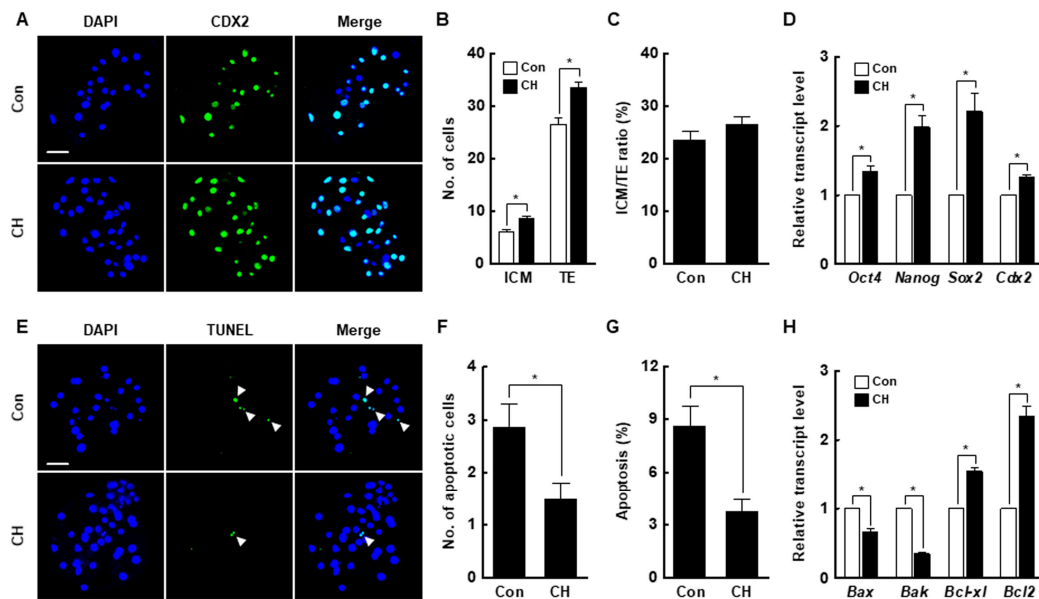 A
DAPI
CDX2
Merge
Con
CH
B
No. of cells
40
30
20
10
0
Con
CH
*
*
ICM
TE
C
ICM/TE ratio (%)
40
30
20
10
0
Con
CH
D
Relative transcript level
3
2
1
0
Con
CH
*
*
*
*
Oct4
Nanog
Sox2
Cdx2
E
DAPI
TUNEL
Merge
Con
CH
F
No. of apoptotic cells
4
3
2
1
0
*
Con
CH
G
Apoptosis (%)
12
9
6
3
0
*
Con
CH
H
Relative transcript level
3
2
1
0
Con
CH
*
*
*
*
Bax
Bak
Bcl-xl
Bcl2